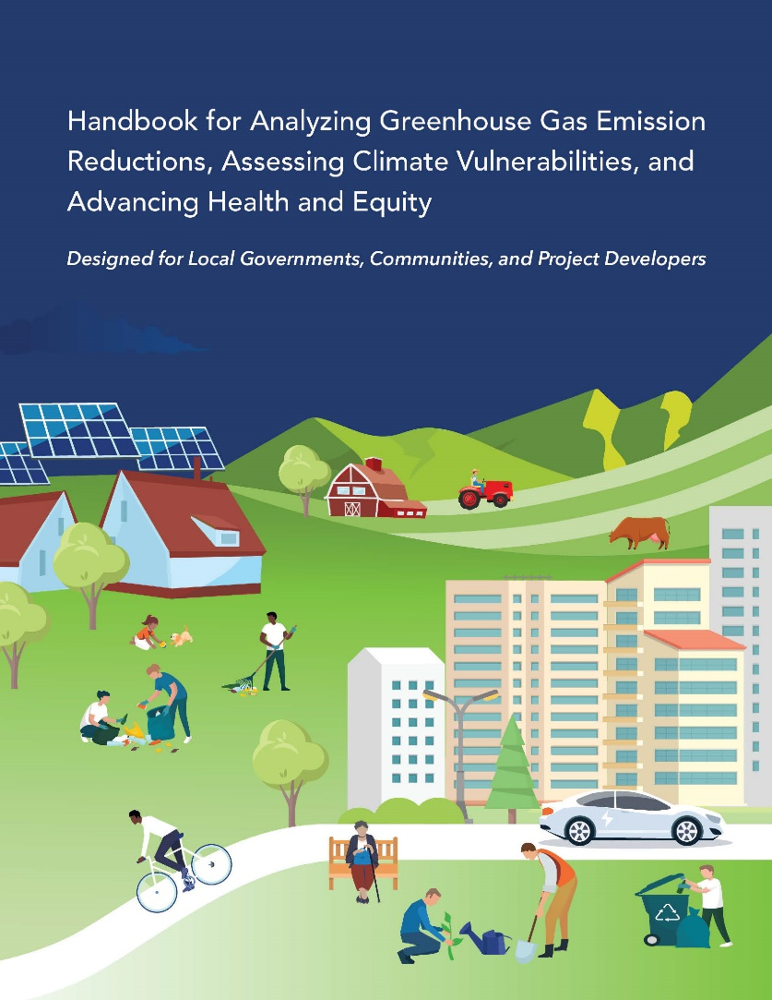 Handbook for Analyzing Greenhouse Gas Emission
Reductions, Assessing Climate Vulnerabilities, and
Advancing Health and Equity
Designed for Local Governments, Communities, and Project Developers